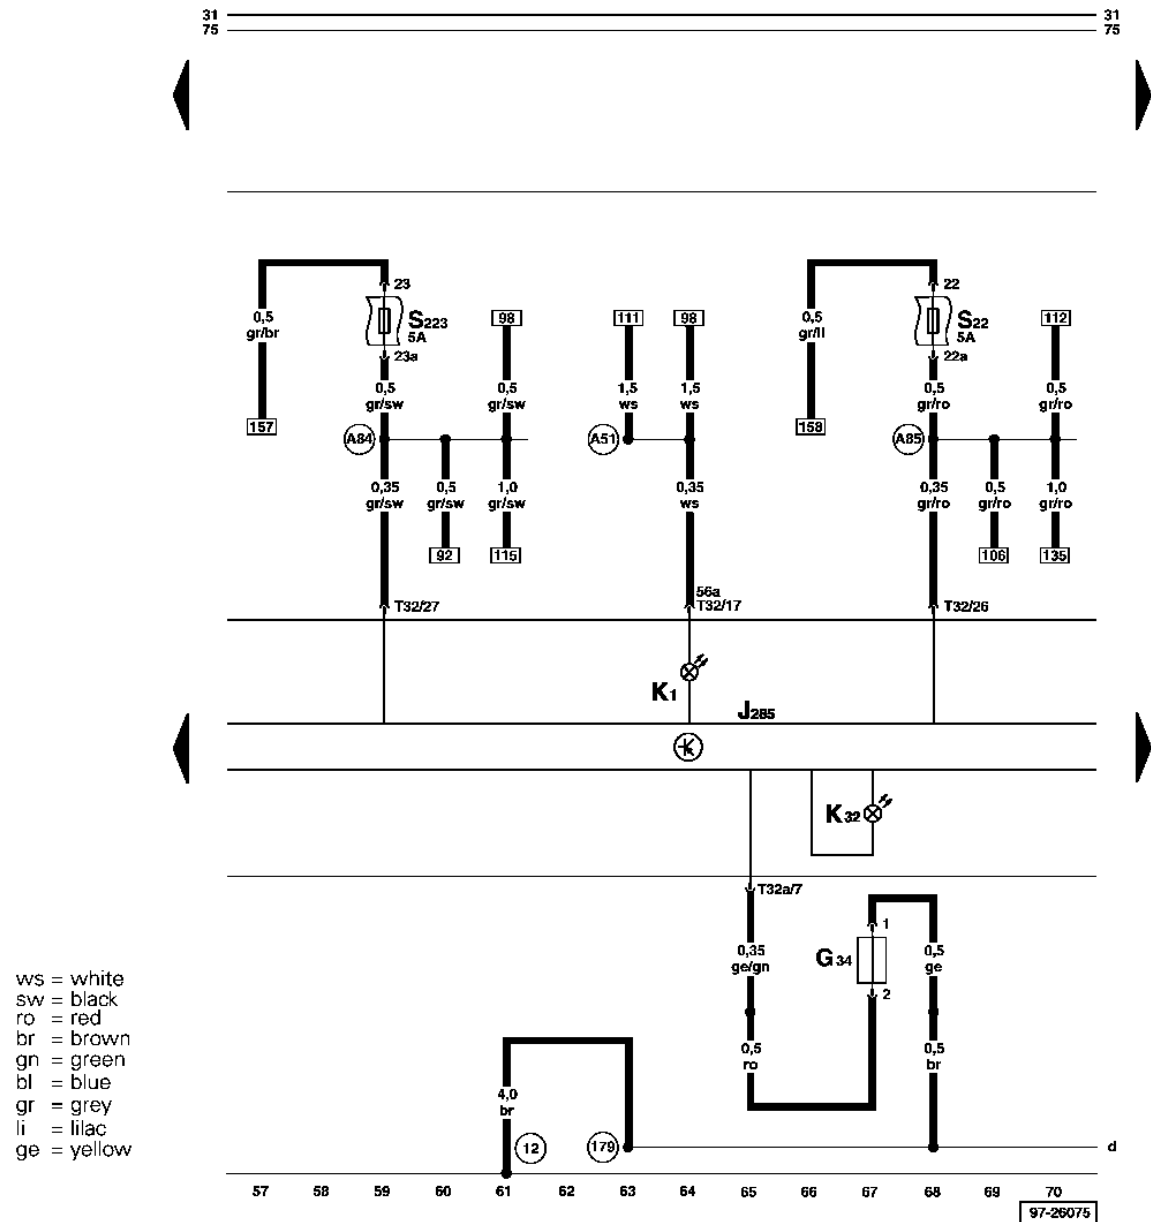 31 31
75 75
23 22
0,5 S223 98 111 98 0,5 S22 112
gr/br 5A gr/li 5A
23a 22a
0,5 0,5 1,5 1,5 0,5 0,5
gr/sw gr/sw ws ws gr/ro gr/ro
157 A84 A51 158 A85
0,35 0,5 1,0 0,35 0,35 0,5 1,0
gr/sw gr/sw gr/sw ws gr/ro gr/ro gr/ro
92 115 106 135
56a
T32/27 T32/17 T32/26
K1
J285
K32
T32a/7
1
0,35 G34 0,5
ge/gn ge
2
ws = white
sw = black
ro = red
br = brown
gn = green
bl = blue
gr = grey
li = lilac
ge = yellow
0,5 0,5
ro br
4,0
br
12 179 d
57 58 59 60 61 62 63 64 65 66 67 68 69 70
97-26075